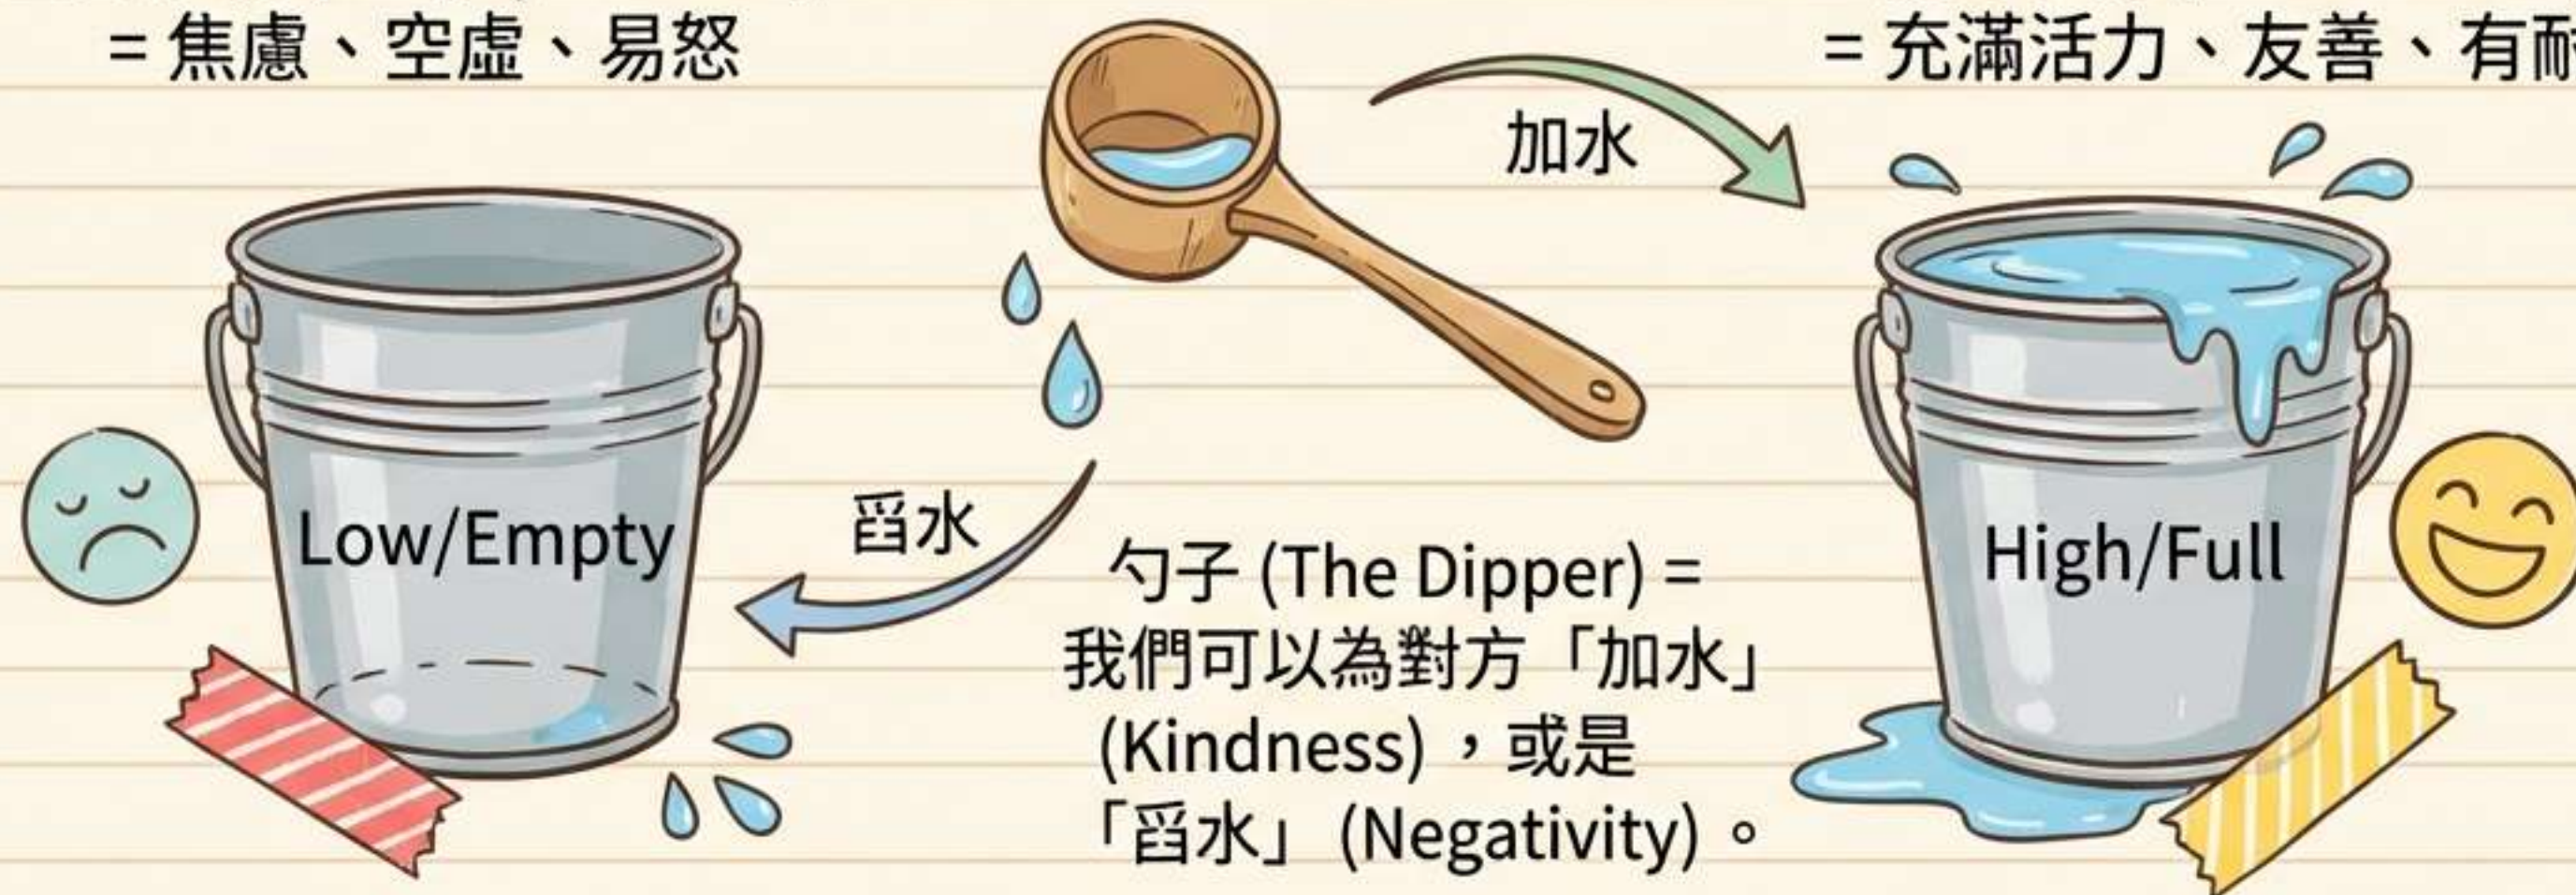 = 焦慮、空虛、易怒
= 充滿活力、友善、有耐
加水
舀水
Low/Empty
High/Full
勺子 (The Dipper) =
我們可以為對方「加水」
(Kindness),或是
「舀水」(Negativity)。